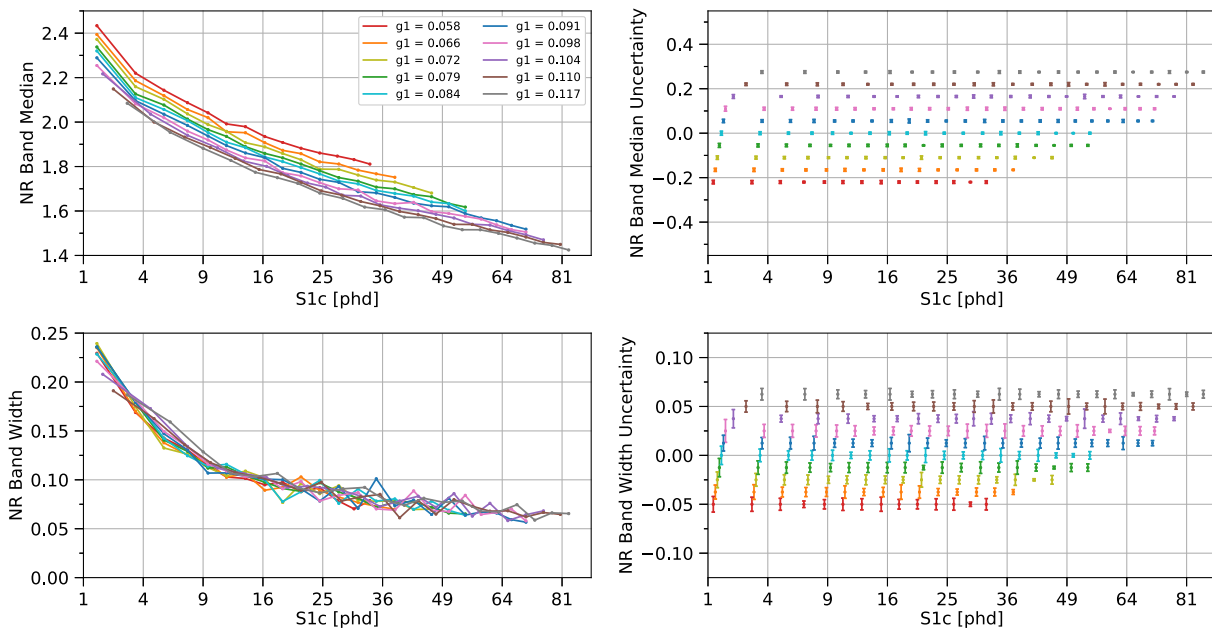 NR Band Median
2.4
2.2
2.0
1.8
1.6
1.4
g1 = 0.058
g1 = 0.066
g1 = 0.072
g1 = 0.079
g1 = 0.084
g1 = 0.091
g1 = 0.098
g1 = 0.104
g1 = 0.110
g1 = 0.117
1 4 9 16 25 36 49 64 81
S1c [phd]
NR Band Median Uncertainty
0.4
0.2
0.0
−0.2
−0.4
1 4 9 16 25 36 49 64 81
S1c [phd]
NR Band Width
0.25
0.20
0.15
0.10
0.05
0.00
1 4 9 16 25 36 49 64 81
S1c [phd]
NR Band Width Uncertainty
0.10
0.05
0.00
−0.05
−0.10
1 4 9 16 25 36 49 64 81
S1c [phd]